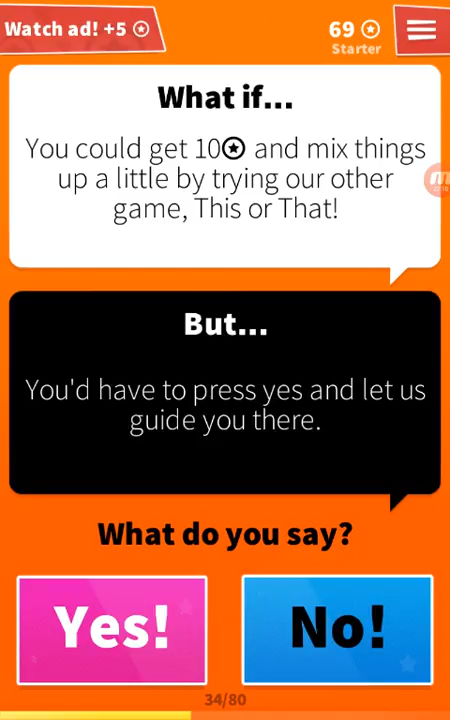 Watch ad! +5
69
Starter
What if...
You could get 10 and mix things
up a little by trying our other
game, This or That!
But...
You'd have to press yes and let us
guide you there.
What do you say?
Yes!
No!
34/80